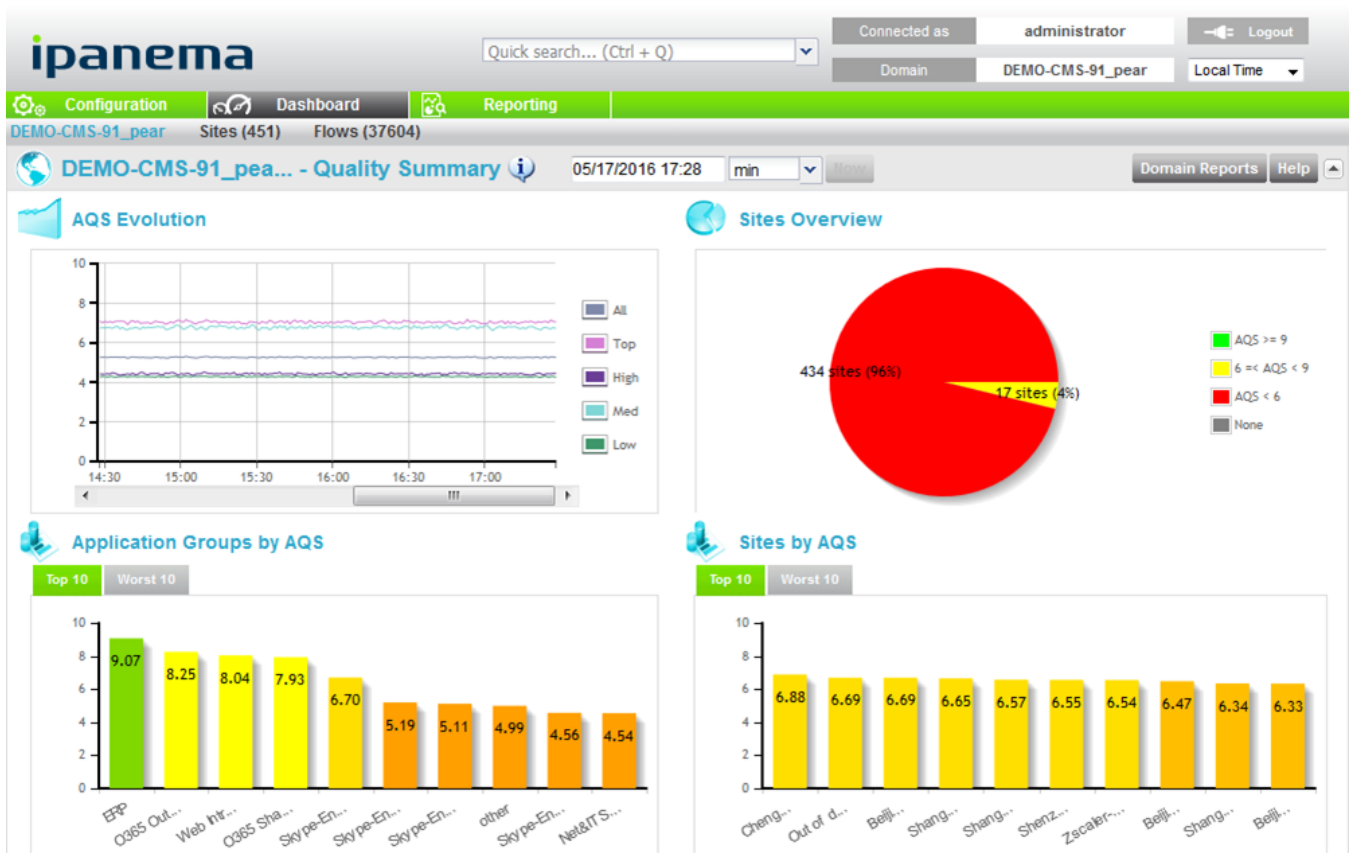 ipanema
Quick search... (Ctrl + Q)
Connected as administrator Logout
Domain DEMO-CMS-91_pear Local Time
Configuration Dashboard Reporting
DEMO-CMS-91_pear Sites (451) Flows (37604)
DEMO-CMS-91_pea... - Quality Summary 05/17/2016 17:28 min Now Domain Reports Help
AQS Evolution
10
8
6
4
2
0
14:30 15:00 15:30 16:00 16:30 17:00
All
Top
High
Med
Low
Sites Overview
434 sites (96%)
17 sites (4%)
AQS >= 9
6 =< AQS < 9
AQS < 6
None
Application Groups by AQS
Top 10 Worst 10
10
8
6
4
2
0
9.07 8.25 8.04 7.93 6.70 5.19 5.11 4.99 4.56 4.54
ERP O365 Out... Web Intr... O365 Sha... Skype-En... Skype-En... Skype-En... other Skype-En... Net&IT S...
Sites by AQS
Top 10 Worst 10
10
8
6
4
2
0
6.88 6.69 6.69 6.65 6.57 6.55 6.54 6.47 6.34 6.33
Cheng... Out of d... Beiji... Shang... Shang... Shenz... Zscaler-... Beiji... Shang... Beiji...